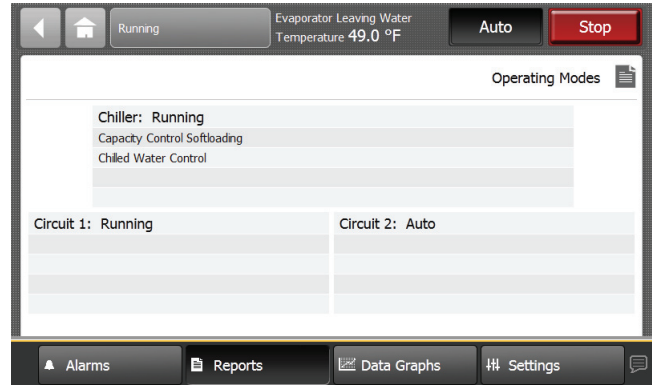 Running
Evaporator Leaving Water
Temperature 49.0 °F
Auto
Stop
Operating Modes
Chiller: Running
Capacity Control Softloading
Chilled Water Control
Circuit 1: Running
Circuit 2: Auto
Alarms
Reports
Data Graphs
Settings